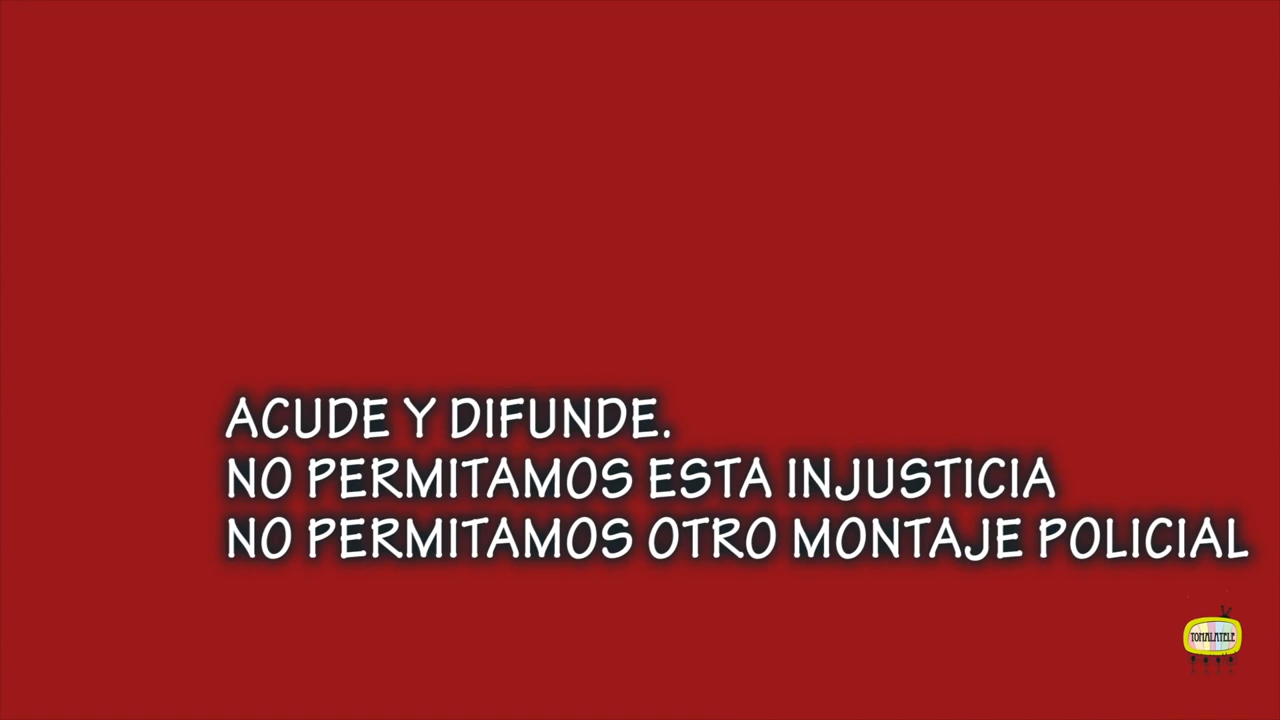 ACUDE Y DIFUNDE.
NO PERMITAMOS ESTA INJUSTICIA
NO PERMITAMOS OTRO MONTAJE POLICIAL
TOMALATELE